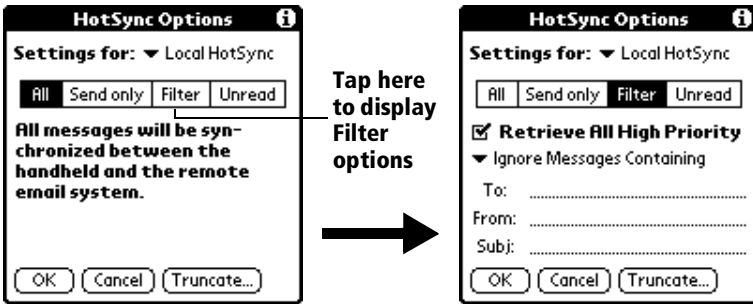 HotSync Options i
Settings for: Local HotSync
All Send only Filter Unread
All messages will be syn-
chronized between the
handheld and the remote
email system.
OK Cancel Truncate...
Tap here
to display
Filter
options
HotSync Options i
Settings for: Local HotSync
All Send only Filter Unread
Retrieve All High Priority
Ignore Messages Containing
To:
From:
Subj:
OK Cancel Truncate...